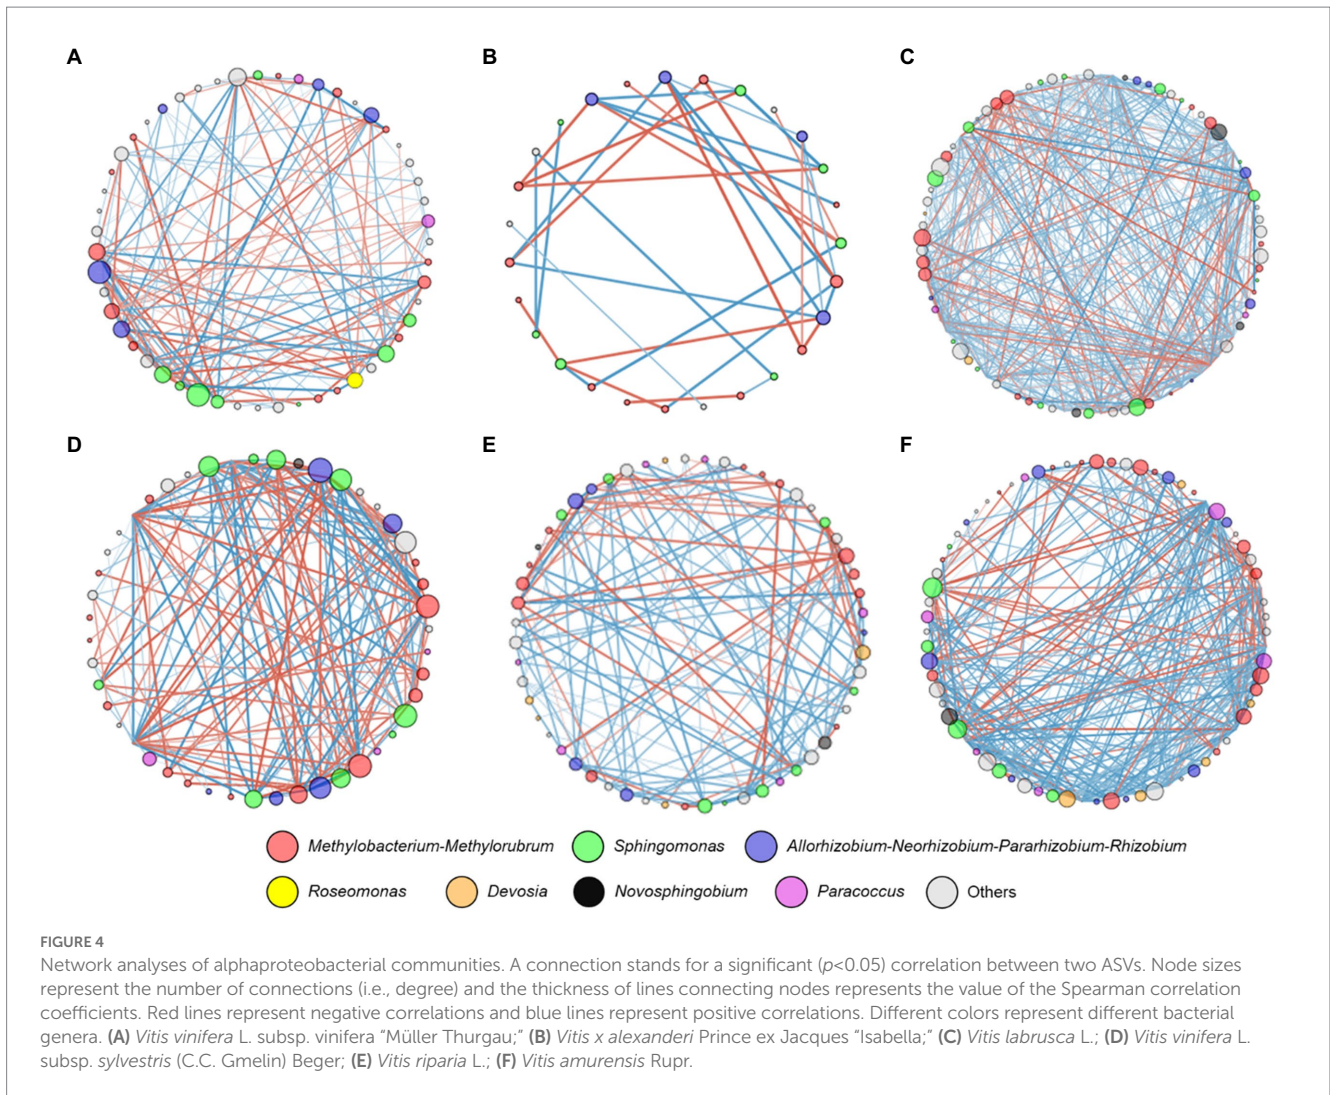 A
B
C
D
E
F
Methylobacterium-Methylorubrum
Sphingomonas
Allorhizobium-Neorhizobium-Pararhizobium-Rhizobium
Roseomonas
Devosia
Novosphingobium
Paracoccus
Others
FIGURE 4
Network analyses of alphaproteobacterial communities. A connection stands for a significant (p<0.05) correlation between two ASVs. Node sizes
represent the number of connections (i.e., degree) and the thickness of lines connecting nodes represents the value of the Spearman correlation
coefficients. Red lines represent negative correlations and blue lines represent positive correlations. Different colors represent different bacterial
genera. (A) Vitis vinifera L. subsp. vinifera “Müller Thurgau;” (B) Vitis x alexanderi Prince ex Jacques “Isabella;” (C) Vitis labrusca L.; (D) Vitis vinifera L.
subsp. sylvestris (C.C. Gmelin) Beger; (E) Vitis riparia L.; (F) Vitis amurensis Rupr.